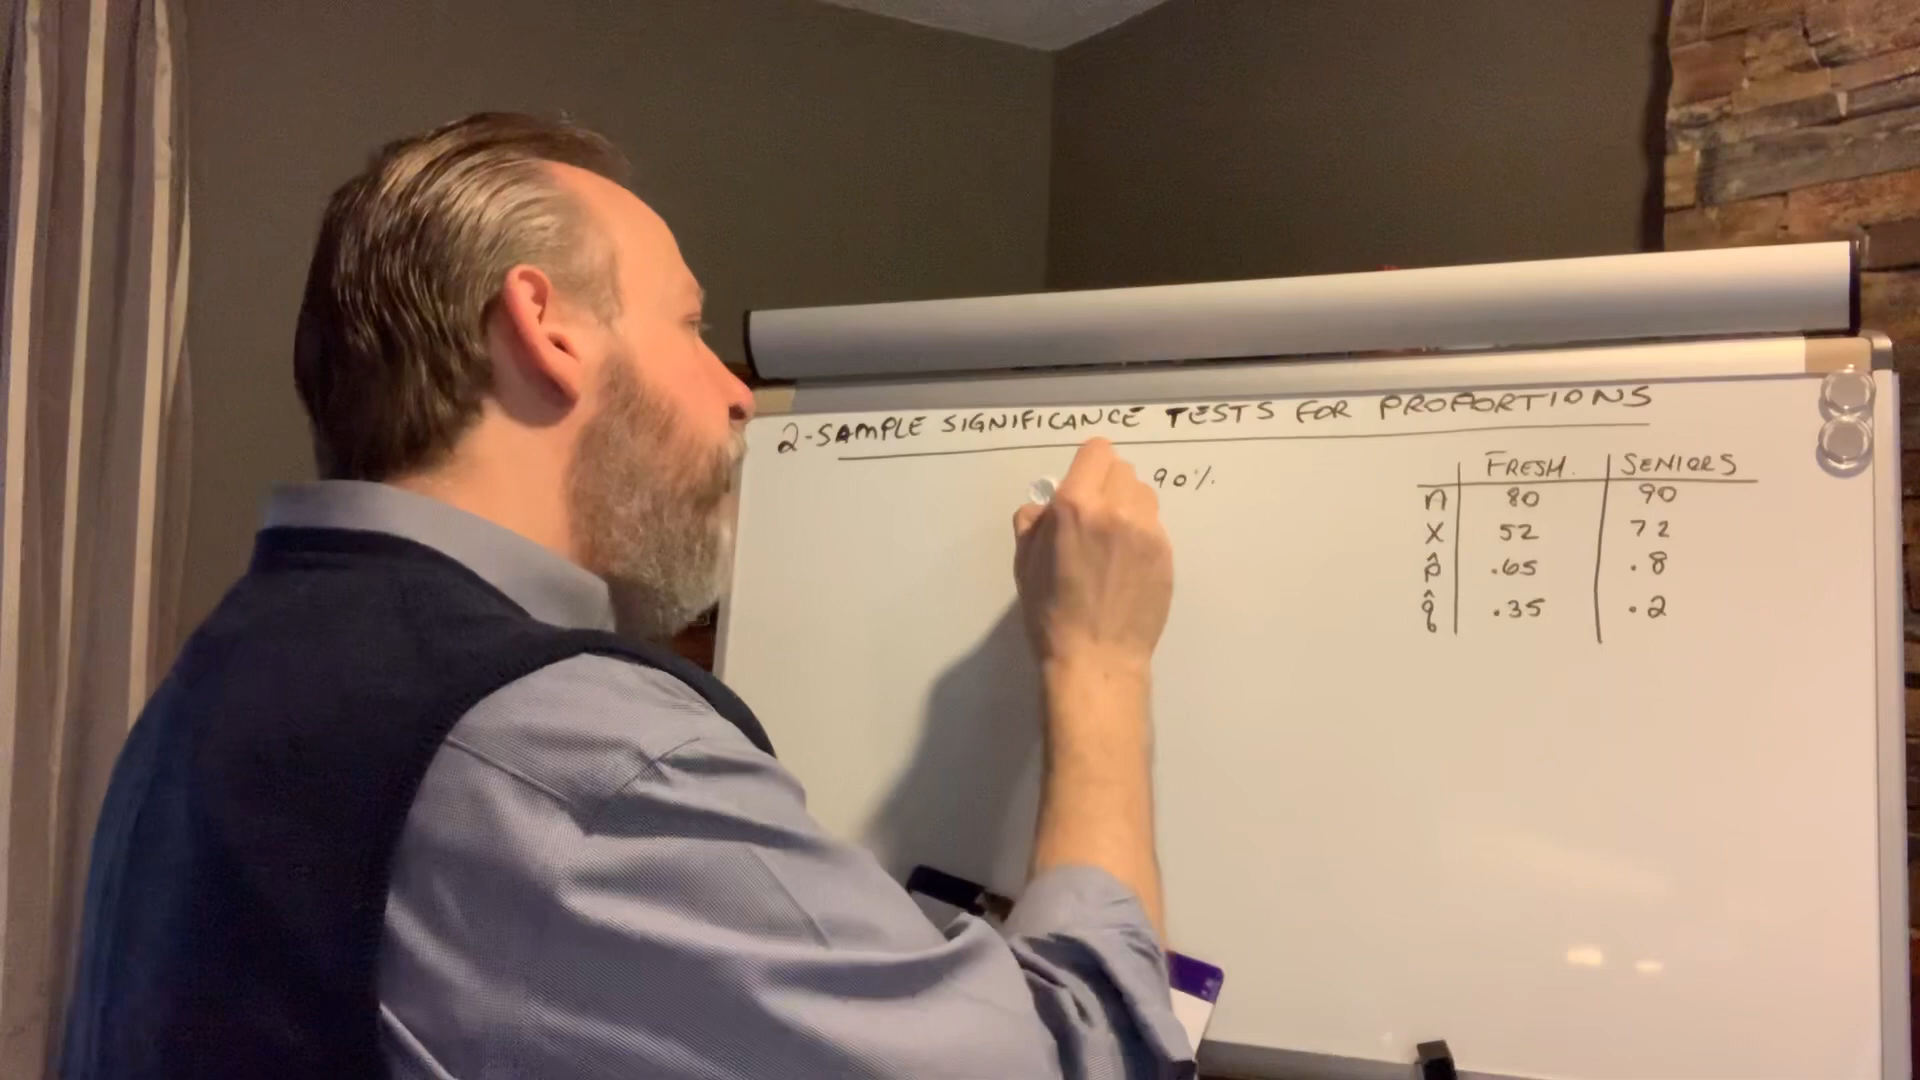 2-SAMPLE SIGNIFICANCE TESTS FOR PROPORTIONS
90%
FRESH. SENIORS
n 80 90
X 52 72
p̂ .65 .8
q̂ .35 .2